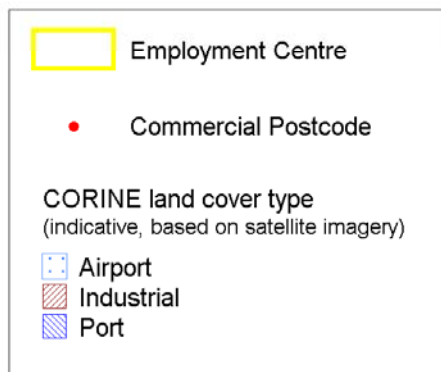 Employment Centre
Commercial Postcode
CORINE land cover type
(indicative, based on satellite imagery)
Airport
Industrial
Port